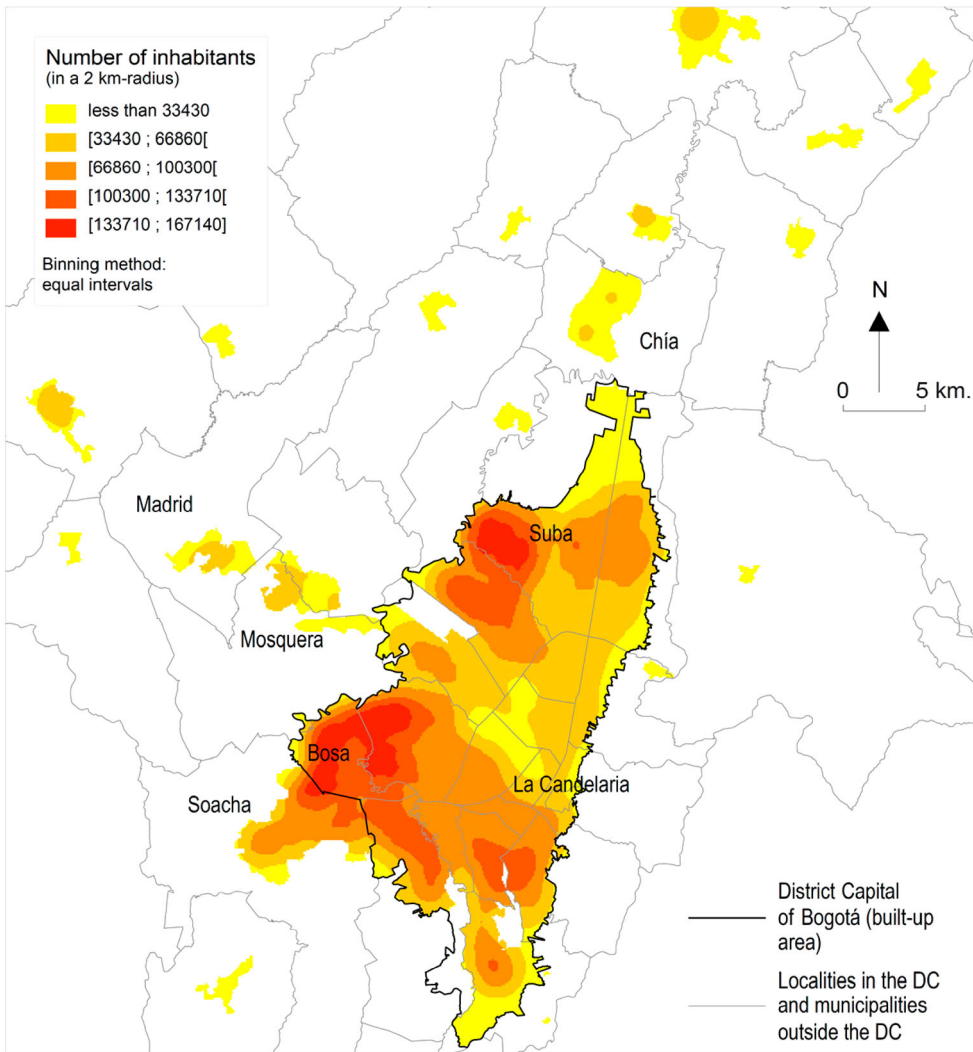 Number of inhabitants
(in a 2 km-radius)
less than 33430
[33430 ; 66860[
[66860 ; 100300[
[100300 ; 133710[
[133710 ; 167140]
Binning method:
equal intervals
N
0 5 km.
Chía
Madrid
Suba
Mosquera
Bosa
La Candelaria
Soacha
District Capital
of Bogotá (built-up
area)
Localities in the DC
and municipalities
outside the DC